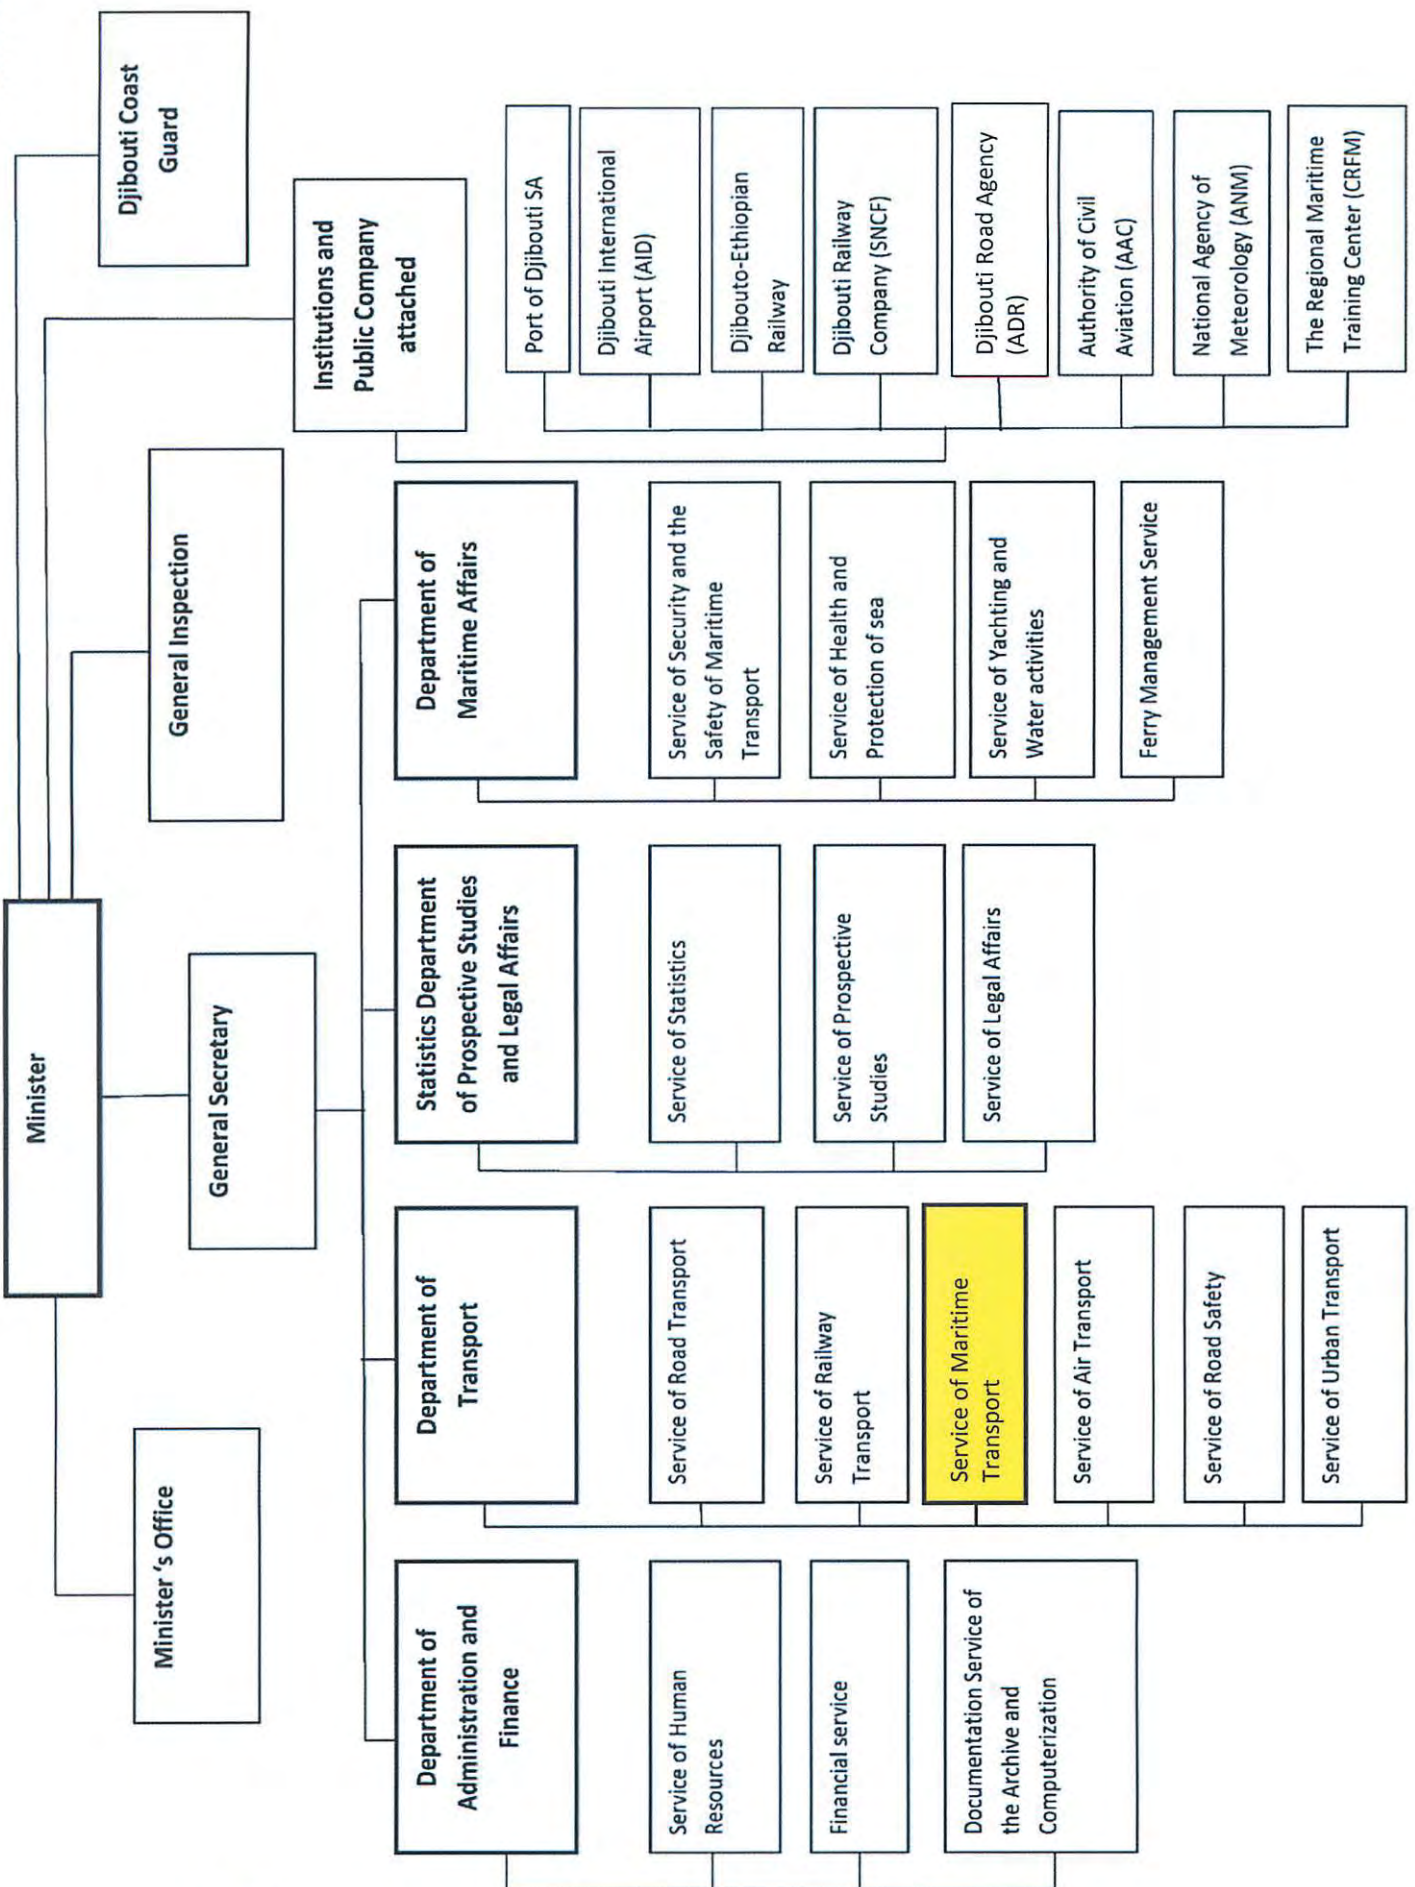 Minister
Minister 's Office
General Secretary
General Inspection
Djibouti Coast
Guard
Institutions and
Public Company
attached
Department of
Administration and
Finance
Service of Human
Resources
Financial service
Documentation Service of
the Archive and
Computerization
Department of
Transport
Service of Road Transport
Service of Railway
Transport
Service of Maritime
Transport
Service of Air Transport
Service of Road Safety
Service of Urban Transport
Statistics Department
of Prospective Studies
and Legal Affairs
Service of Statistics
Service of Prospective
Studies
Service of Legal Affairs
Department of
Maritime Affairs
Service of Security and the
Safety of Maritime
Transport
Service of Health and
Protection of sea
Service of Yachting and
Water activities
Ferry Management Service
Port of Djibouti SA
Djibouti International
Airport (AID)
Djibouto-Ethiopian
Railway
Djibouti Railway
Company (SNCF)
Djibouti Road Agency
(ADR)
Authority of Civil
Aviation (AAC)
National Agency of
Meteorology (ANM)
The Regional Maritime
Training Center (CRFM)